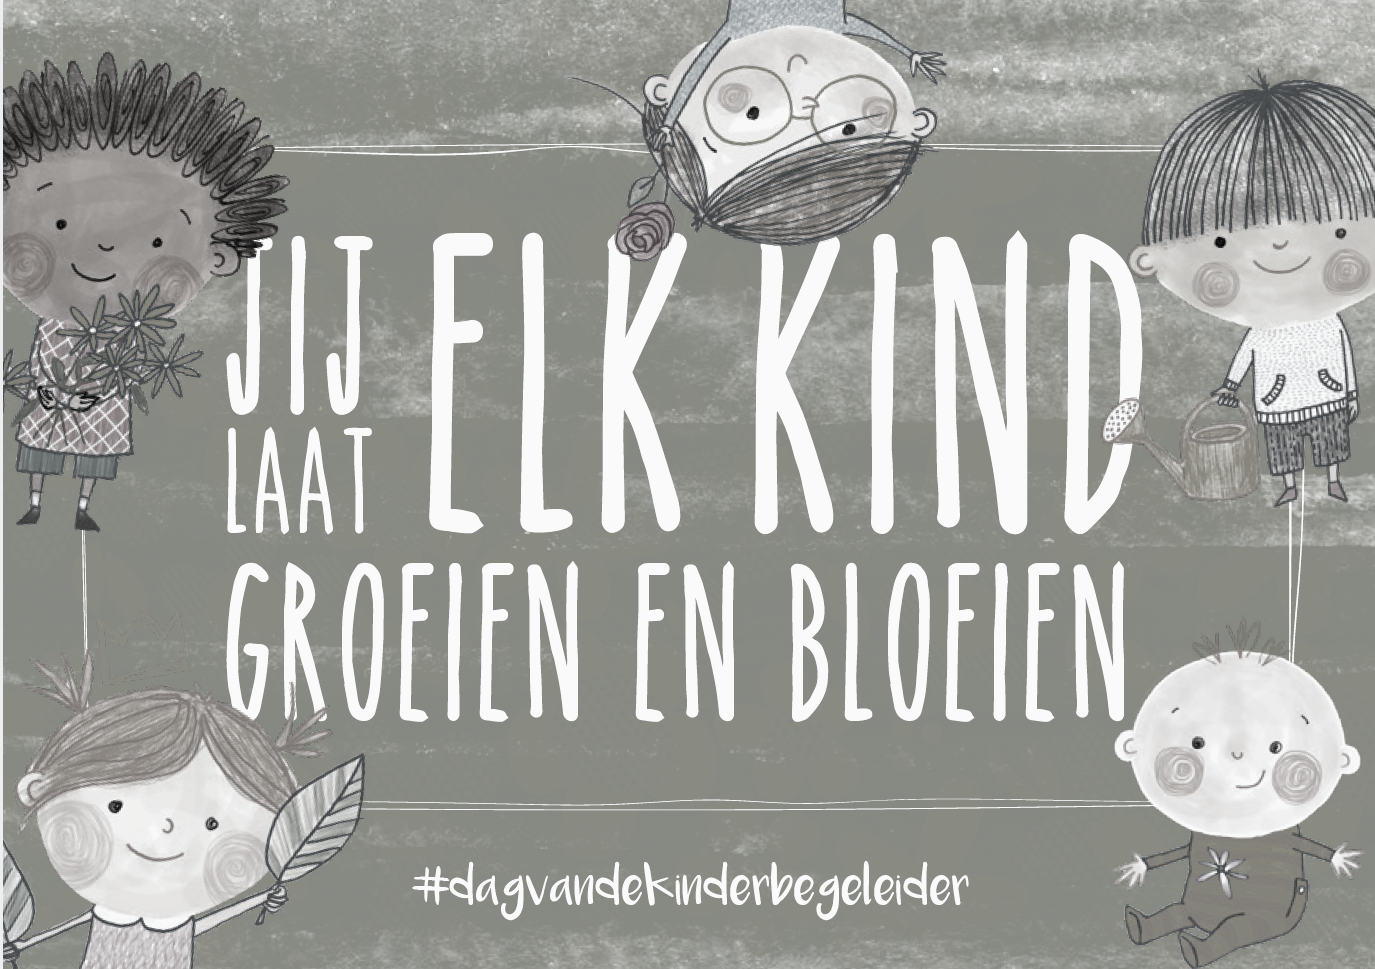 JIJ LAAT ELK KIND
GROEIEN EN BLOEIEN
#dagvandekinderbegeleider